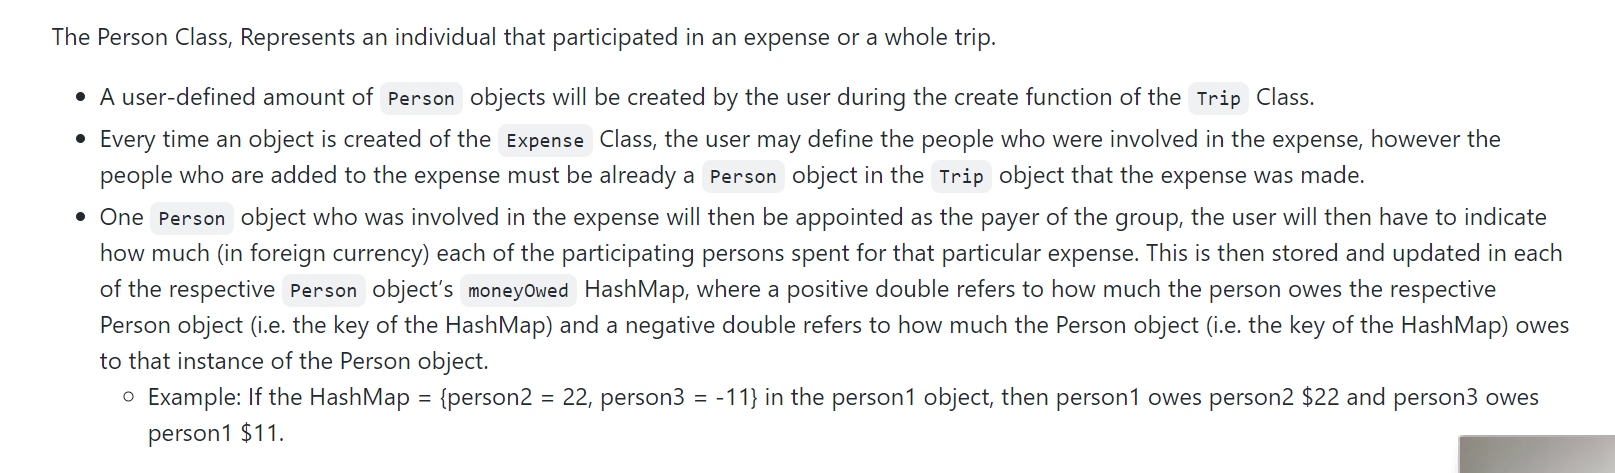 The Person Class, Represents an individual that participated in an expense or a whole trip.
• A user-defined amount of Person objects will be created by the user during the create function of the Trip Class.
• Every time an object is created of the Expense Class, the user may define the people who were involved in the expense, however the
people who are added to the expense must be already a Person object in the Trip object that the expense was made.
• One Person object who was involved in the expense will then be appointed as the payer of the group, the user will then have to indicate
how much (in foreign currency) each of the participating persons spent for that particular expense. This is then stored and updated in each
of the respective Person object’s moneyOwed HashMap, where a positive double refers to how much the person owes the respective
Person object (i.e. the key of the HashMap) and a negative double refers to how much the Person object (i.e. the key of the HashMap) owes
to that instance of the Person object.
◦ Example: If the HashMap = {person2 = 22, person3 = -11} in the person1 object, then person1 owes person2 $22 and person3 owes
person1 $11.